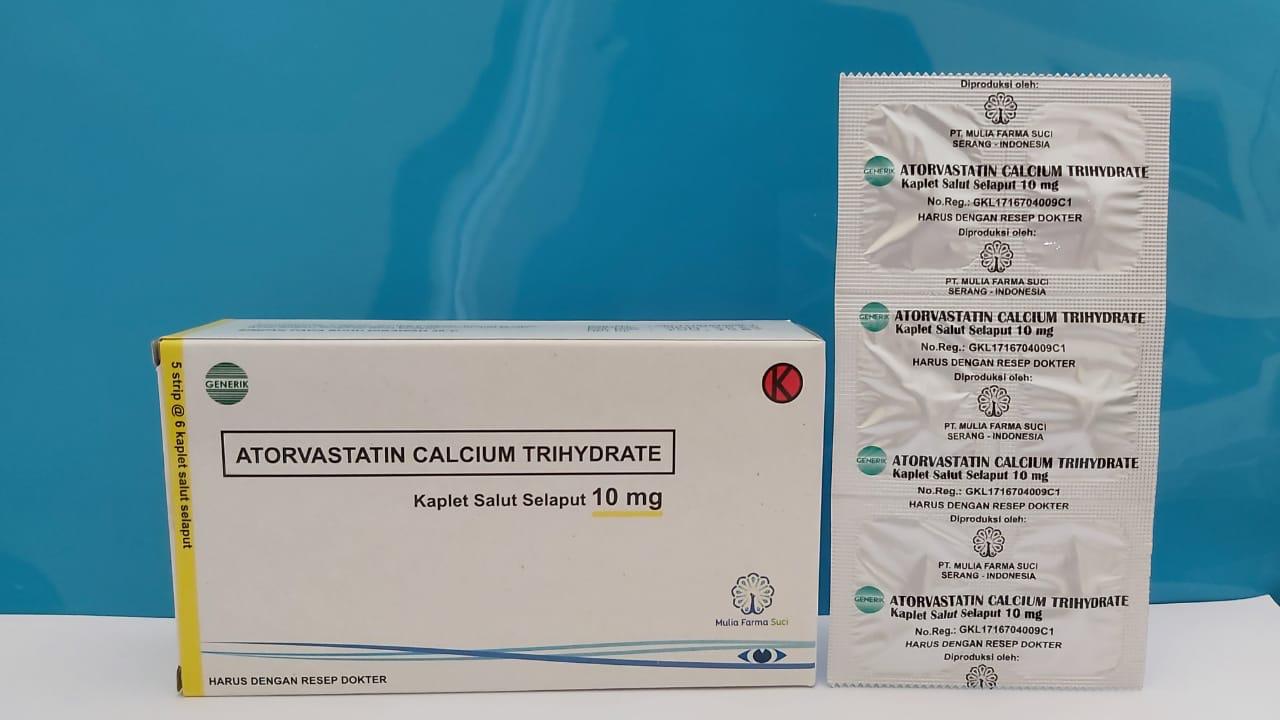 5 strip @ 6 kaplet salut selaput
GENERIK
K
ATORVASTATIN CALCIUM TRIHYDRATE
Kaplet Salut Selaput 10 mg
Mulia Farma Suci
HARUS DENGAN RESEP DOKTER
Diproduksi oleh:
PT. MULIA FARMA SUCI
SERANG - INDONESIA
GENERIK
ATORVASTATIN CALCIUM TRIHYDRATE
Kaplet Salut Selaput 10 mg
No.Reg.: GKL1716704009C1
HARUS DENGAN RESEP DOKTER
Diproduksi oleh:
PT. MULIA FARMA SUCI
SERANG - INDONESIA
GENERIK
ATORVASTATIN CALCIUM TRIHYDRATE
Kaplet Salut Selaput 10 mg
No.Reg.: GKL1716704009C1
HARUS DENGAN RESEP DOKTER
Diproduksi oleh:
PT. MULIA FARMA SUCI
SERANG - INDONESIA
GENERIK
ATORVASTATIN CALCIUM TRIHYDRATE
Kaplet Salut Selaput 10 mg
No.Reg.: GKL1716704009C1
HARUS DENGAN RESEP DOKTER
Diproduksi oleh:
PT. MULIA FARMA SUCI
SERANG - INDONESIA
GENERIK
ATORVASTATIN CALCIUM TRIHYDRATE
Kaplet Salut Selaput 10 mg
No.Reg.: GKL1716704009C1
HARUS DENGAN RESEP DOKTER
Diproduksi oleh: